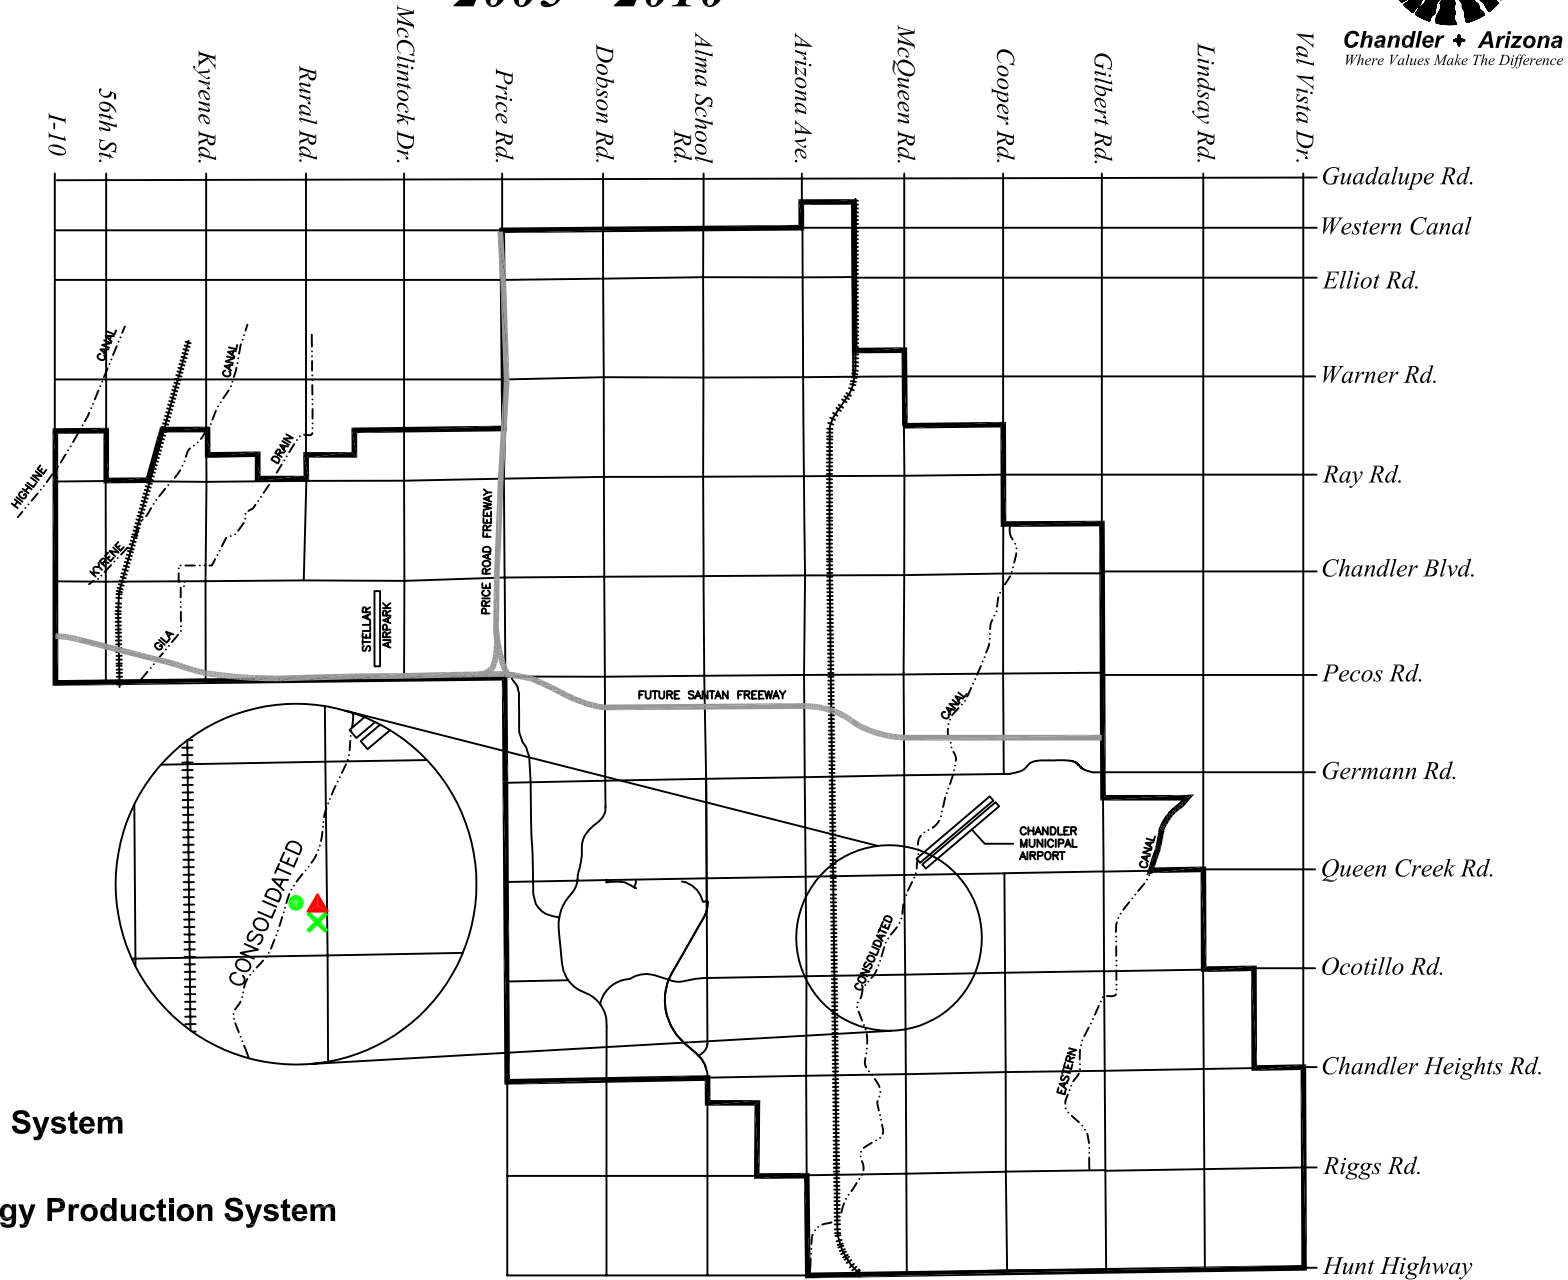 Chandler Arizona
Where Values Make The Difference
I-10
56th St.
Kyrene Rd.
Rural Rd.
McClintock Dr.
Price Rd.
Dobson Rd.
Alma School
Rd.
Arizona Ave.
McQueen Rd.
Cooper Rd.
Gilbert Rd.
Lindsay Rd.
Val Vista Dr.
Guadalupe Rd.
Western Canal
Elliot Rd.
Warner Rd.
Ray Rd.
Chandler Blvd.
Pecos Rd.
Germann Rd.
Queen Creek Rd.
Ocotillo Rd.
Chandler Heights Rd.
Riggs Rd.
Hunt Highway
CANAL
HIGHLINE
CANAL
KYRENE
DRAIN
GILA
STELLAR
AIRPARK
PRICE ROAD FREEWAY
FUTURE SANTAN FREEWAY
CANAL
CHANDLER
MUNICIPAL
AIRPORT
CANAL
CONSOLIDATED
CONSOLIDATED
EASTERN
System
gy Production System